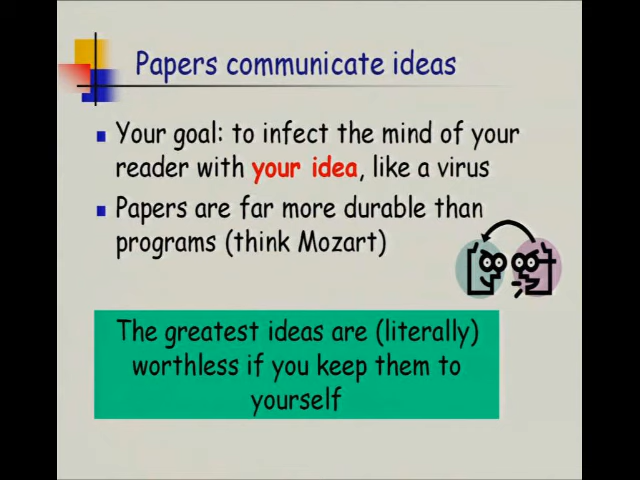 Papers communicate ideas
Your goal: to infect the mind of your
reader with your idea, like a virus
Papers are far more durable than
programs (think Mozart)
The greatest ideas are (literally)
worthless if you keep them to
yourself